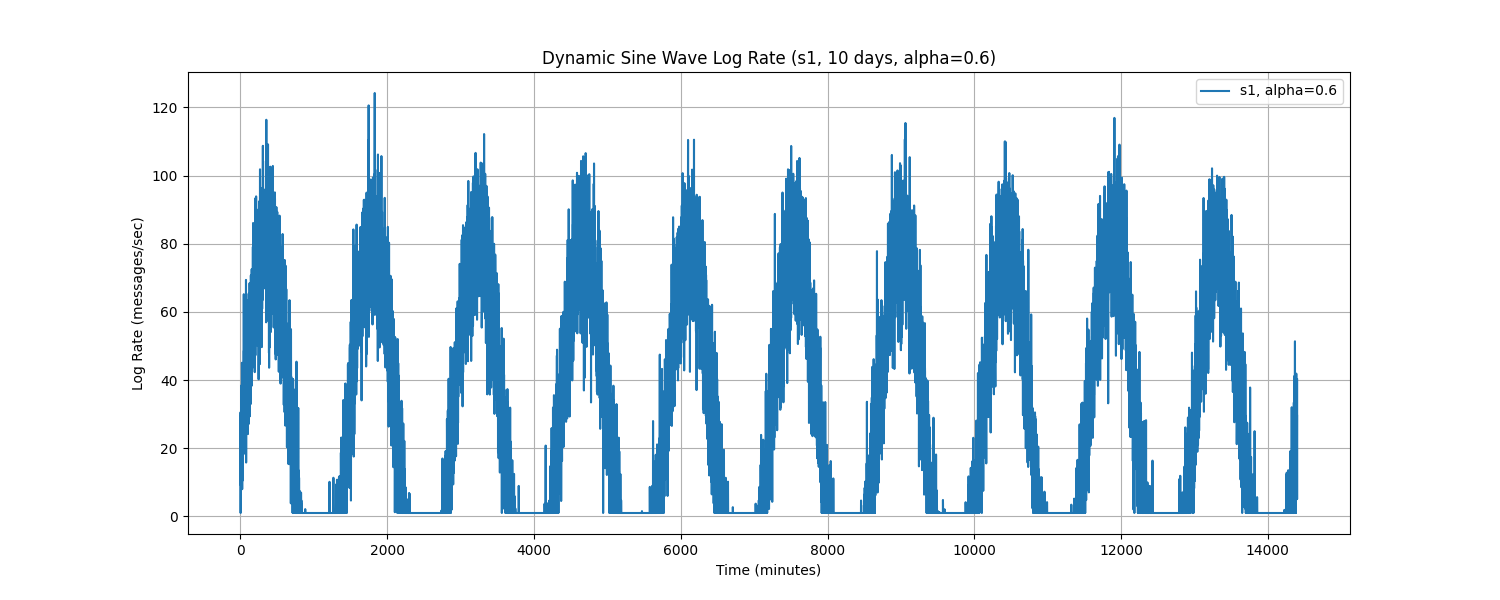 Dynamic Sine Wave Log Rate (s1, 10 days, alpha=0.6)
s1, alpha=0.6
Log Rate (messages/sec)
120
100
80
60
40
20
0
0 2000 4000 6000 8000 10000 12000 14000
Time (minutes)